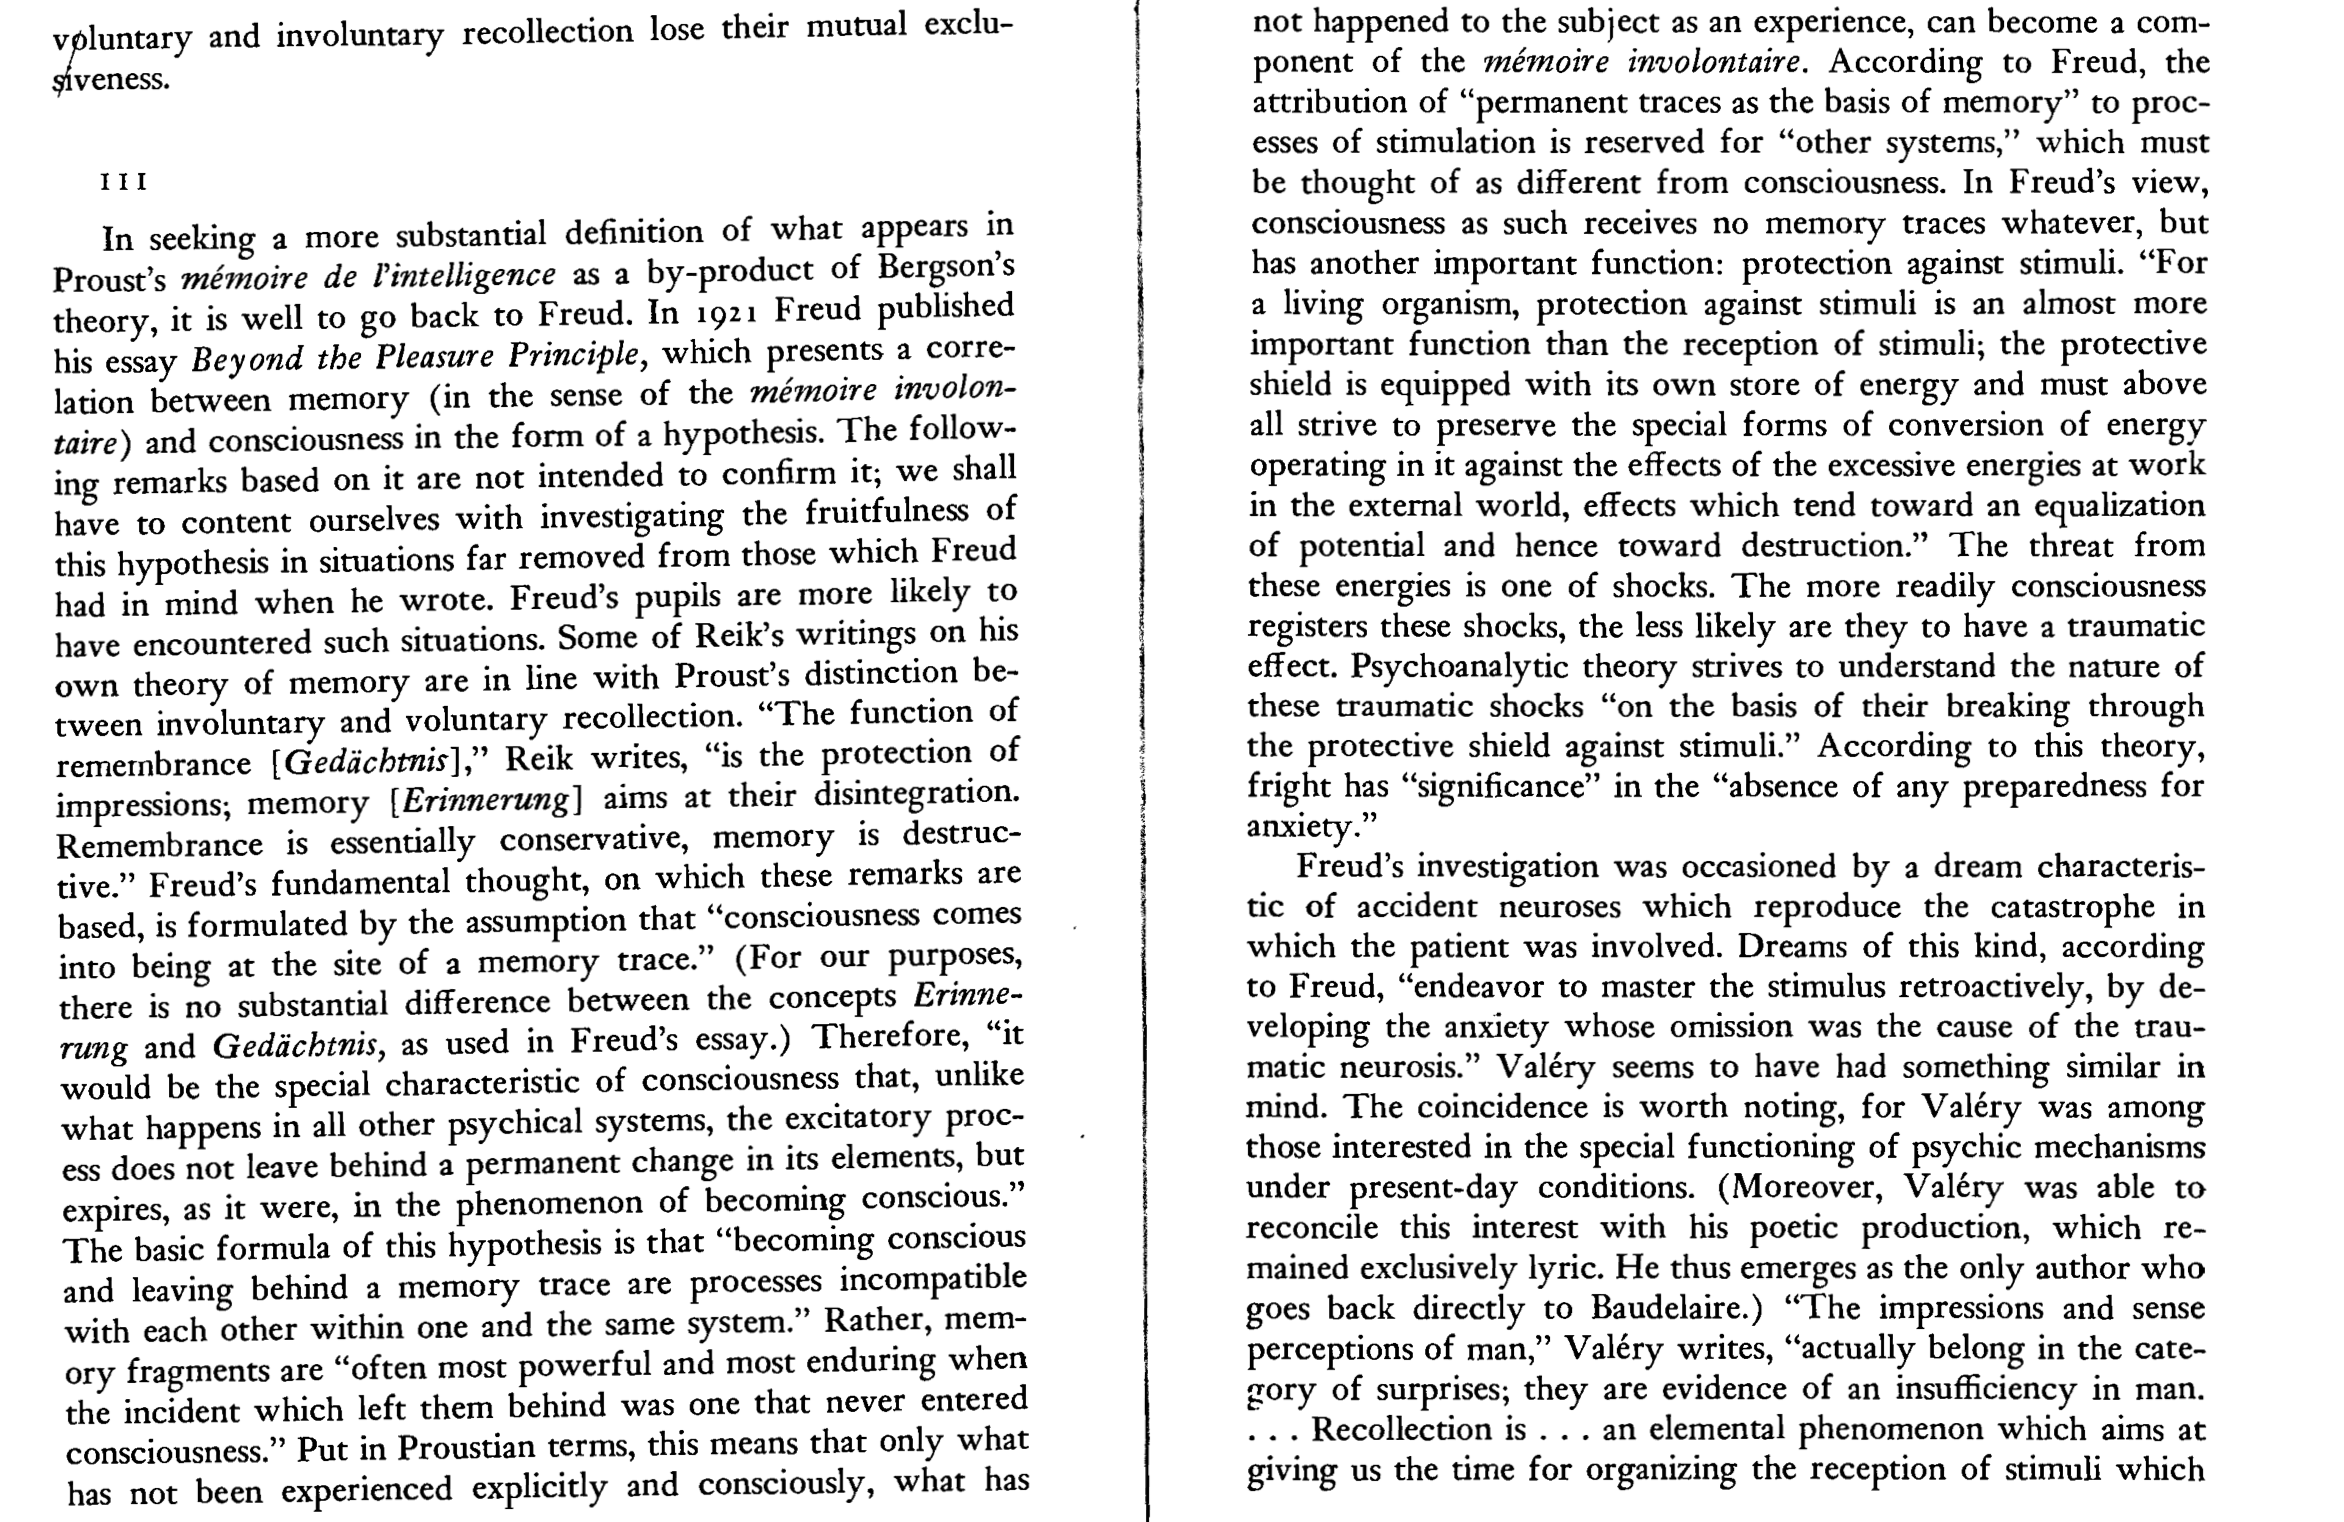 voluntary and involuntary recollection lose their mutual exclu-
siveness.
III
In seeking a more substantial definition of what appears in
Proust's mémoire de l'intelligence as a by-product of Bergson's
theory, it is well to go back to Freud. In 1921 Freud published
his essay Beyond the Pleasure Principle, which presents a corre-
lation between memory (in the sense of the mémoire involon-
taire) and consciousness in the form of a hypothesis. The follow-
ing remarks based on it are not intended to confirm it; we shall
have to content ourselves with investigating the fruitfulness of
this hypothesis in situations far removed from those which Freud
had in mind when he wrote. Freud's pupils are more likely to
have encountered such situations. Some of Reik's writings on his
own theory of memory are in line with Proust's distinction be-
tween involuntary and voluntary recollection. “The function of
remembrance [Gedächtnis],” Reik writes, “is the protection of
impressions; memory [Erinnerung] aims at their disintegration.
Remembrance is essentially conservative, memory is destruc-
tive.” Freud's fundamental thought, on which these remarks are
based, is formulated by the assumption that “consciousness comes
into being at the site of a memory trace.” (For our purposes,
there is no substantial difference between the concepts Erinne-
rung and Gedächtnis, as used in Freud's essay.) Therefore, “it
would be the special characteristic of consciousness that, unlike
what happens in all other psychical systems, the excitatory proc-
ess does not leave behind a permanent change in its elements, but
expires, as it were, in the phenomenon of becoming conscious.”
The basic formula of this hypothesis is that “becoming conscious
and leaving behind a memory trace are processes incompatible
with each other within one and the same system.” Rather, mem-
ory fragments are “often most powerful and most enduring when
the incident which left them behind was one that never entered
consciousness.” Put in Proustian terms, this means that only what
has not been experienced explicitly and consciously, what has
not happened to the subject as an experience, can become a com-
ponent of the mémoire involontaire. According to Freud, the
attribution of “permanent traces as the basis of memory” to proc-
esses of stimulation is reserved for “other systems,” which must
be thought of as different from consciousness. In Freud's view,
consciousness as such receives no memory traces whatever, but
has another important function: protection against stimuli. “For
a living organism, protection against stimuli is an almost more
important function than the reception of stimuli; the protective
shield is equipped with its own store of energy and must above
all strive to preserve the special forms of conversion of energy
operating in it against the effects of the excessive energies at work
in the external world, effects which tend toward an equalization
of potential and hence toward destruction.” The threat from
these energies is one of shocks. The more readily consciousness
registers these shocks, the less likely are they to have a traumatic
effect. Psychoanalytic theory strives to understand the nature of
these traumatic shocks “on the basis of their breaking through
the protective shield against stimuli.” According to this theory,
fright has “significance” in the “absence of any preparedness for
anxiety.”
Freud's investigation was occasioned by a dream characteris-
tic of accident neuroses which reproduce the catastrophe in
which the patient was involved. Dreams of this kind, according
to Freud, “endeavor to master the stimulus retroactively, by de-
veloping the anxiety whose omission was the cause of the trau-
matic neurosis.” Valéry seems to have had something similar in
mind. The coincidence is worth noting, for Valéry was among
those interested in the special functioning of psychic mechanisms
under present-day conditions. (Moreover, Valéry was able to
reconcile this interest with his poetic production, which re-
mained exclusively lyric. He thus emerges as the only author who
goes back directly to Baudelaire.) “The impressions and sense
perceptions of man,” Valéry writes, “actually belong in the cate-
gory of surprises; they are evidence of an insufficiency in man.
. . . Recollection is . . . an elemental phenomenon which aims at
giving us the time for organizing the reception of stimuli which